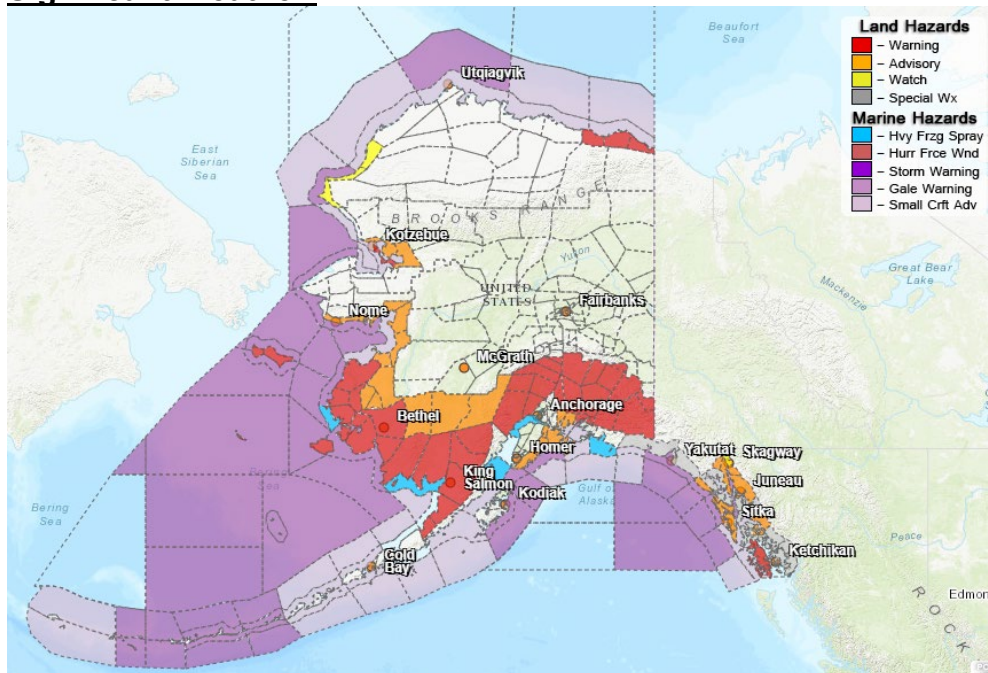 Land Hazards
– Warning
– Advisory
– Watch
– Special Wx
Marine Hazards
– Hvy Frzg Spray
– Hurr Frce Wnd
– Storm Warning
– Gale Warning
– Small Crft Adv
Beaufort
Sea
Utqiagvik
East
Siberian
Sea
BROOKS RANGE
Kotzebue
Yukon
Great Bear
Lake
Mackenzie
UNITED
STATES
Fairbanks
Nome
McGrath
Anchorage
Bethel
Homer
Yakutat
Skagway
King
Salmon
Juneau
Kodiak
Gulf of
Alaska
Bering
Sea
Sitka
Ketchikan
Peace
Cold
Bay
Edmon
ROCK